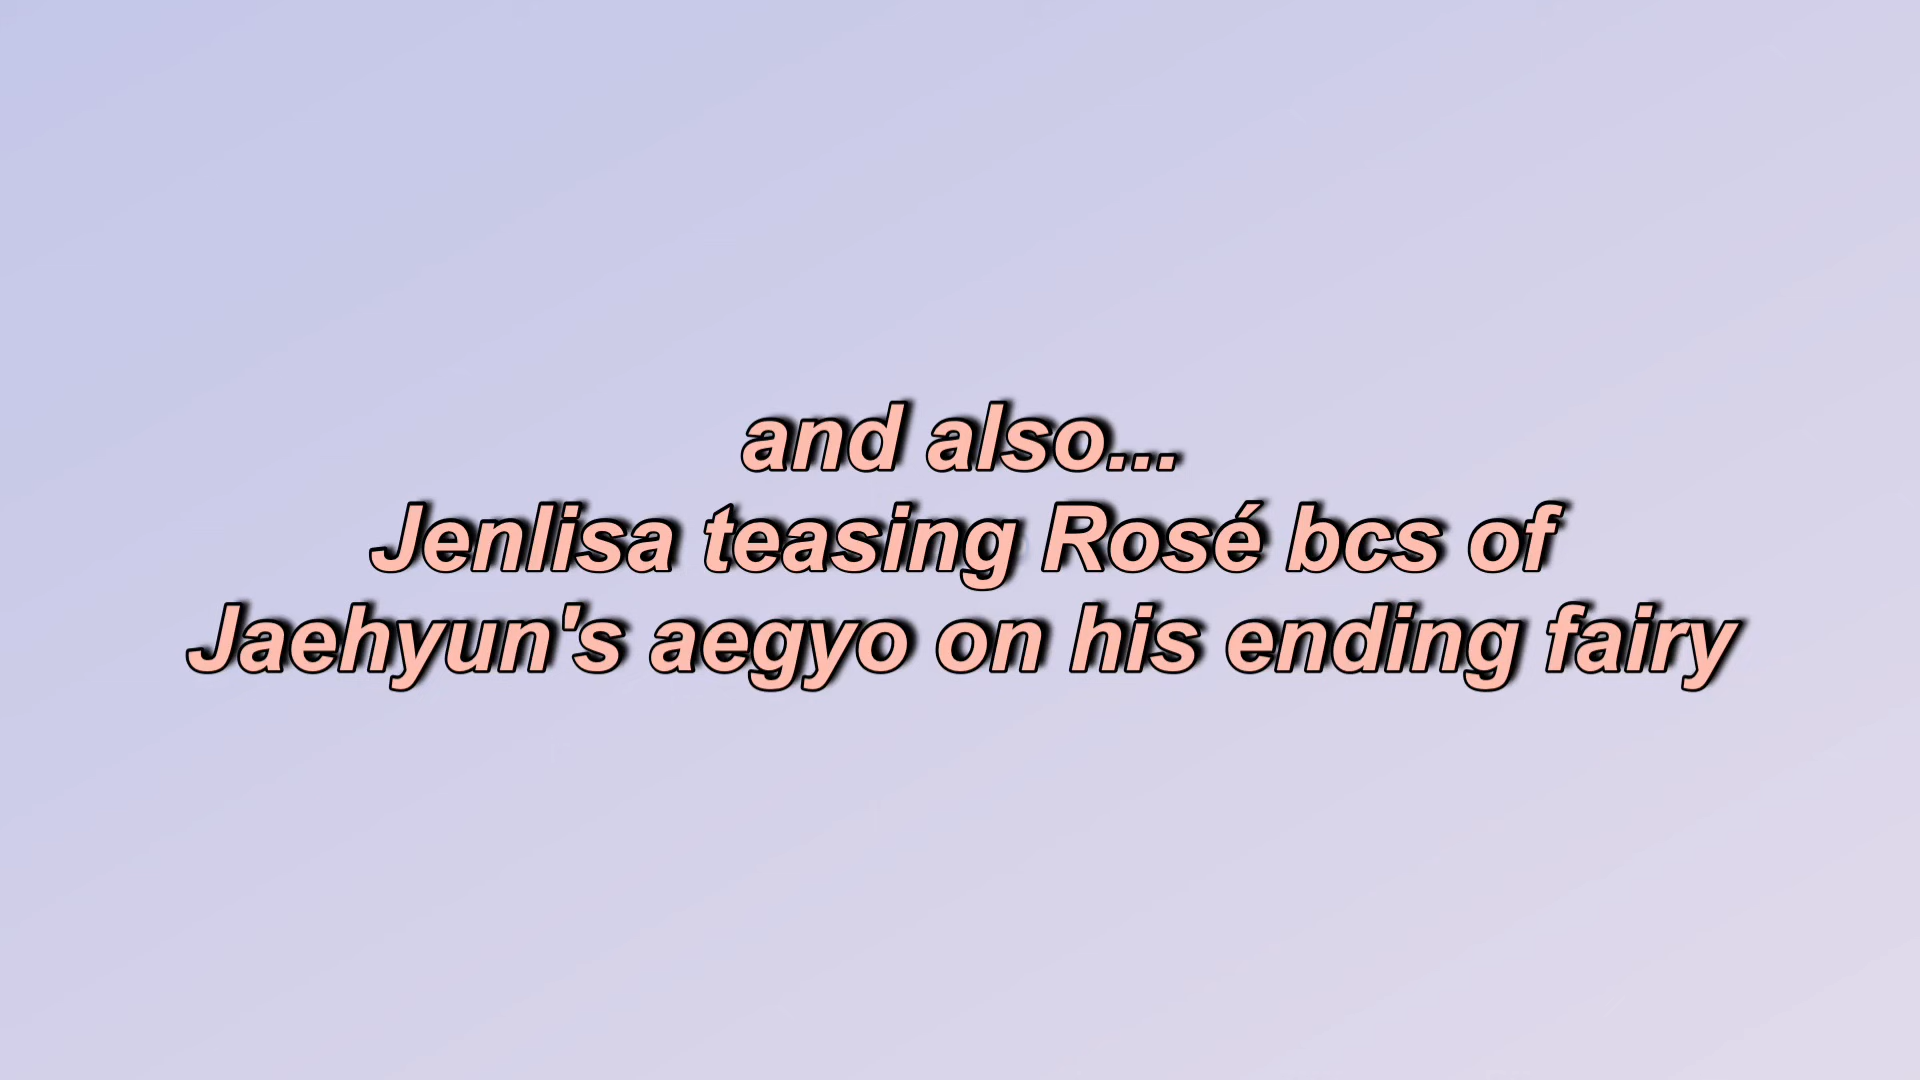 and also...
Jenlisa teasing Rosé bcs of
Jaehyun's aegyo on his ending fairy